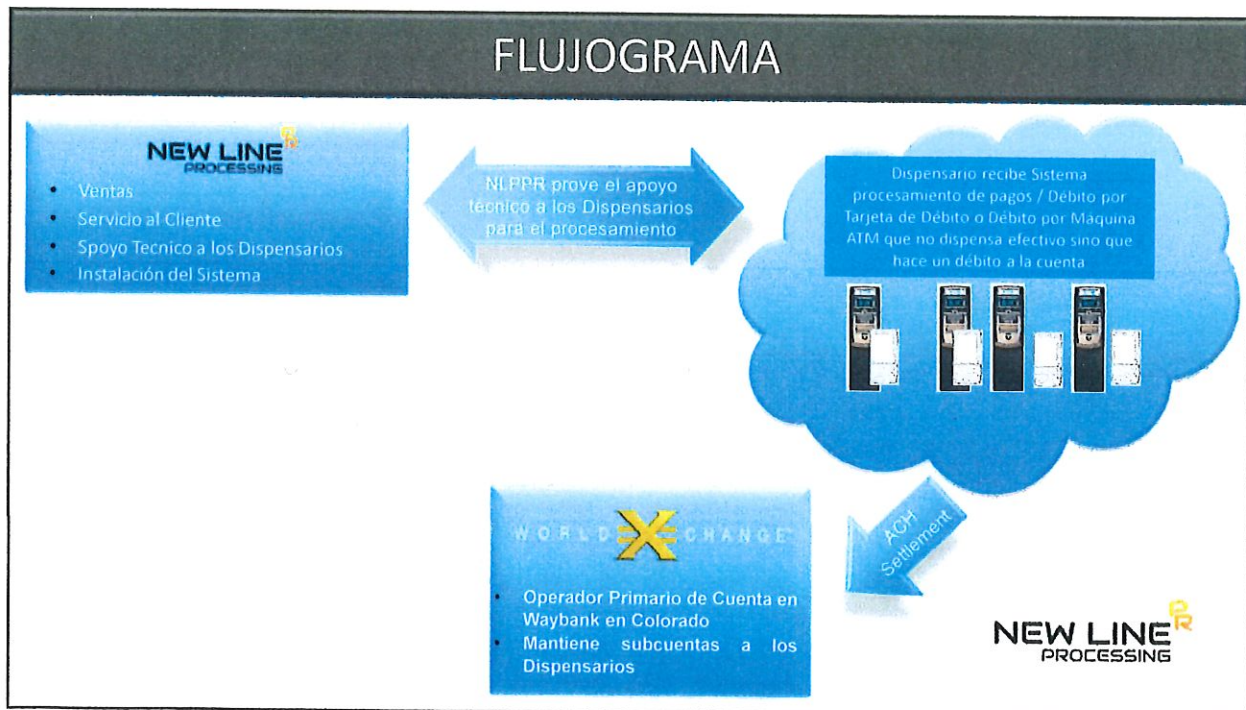 FLUJOGRAMA
NEW LINE PR
PROCESSING
• Ventas
• Servicio al Cliente
• Spoyo Tecnico a los Dispensarios
• Instalación del Sistema
NLPPR prove el apoyo
técnico a los Dispensarios
para el procesamiento
Dispensario recibe Sistema
procesamiento de pagos / Débito por
Tarjeta de Débito o Débito por Máquina
ATM que no dispensa efectivo sino que
hace un débito a la cuenta
ACH
Settlement
WORLD XCHANGE
• Operador Primario de Cuenta en
Waybank en Colorado
• Mantiene subcuentas a los
Dispensarios
NEW LINE PR
PROCESSING